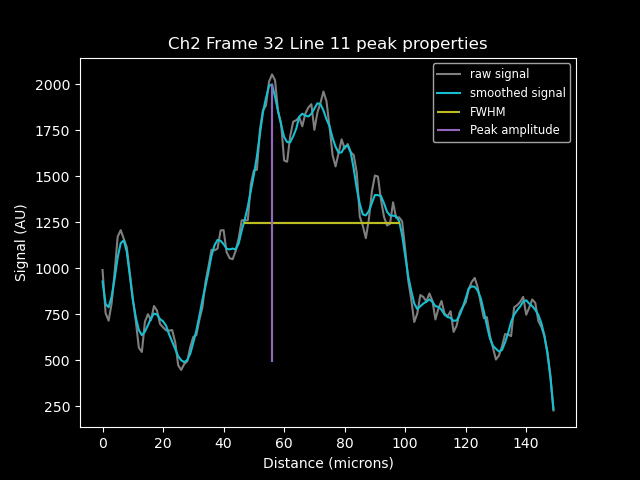 Ch2 Frame 32 Line 11 peak properties
raw signal
smoothed signal
FWHM
Peak amplitude
Signal (AU)
2000
1750
1500
1250
1000
750
500
250
0 20 40 60 80 100 120 140
Distance (microns)